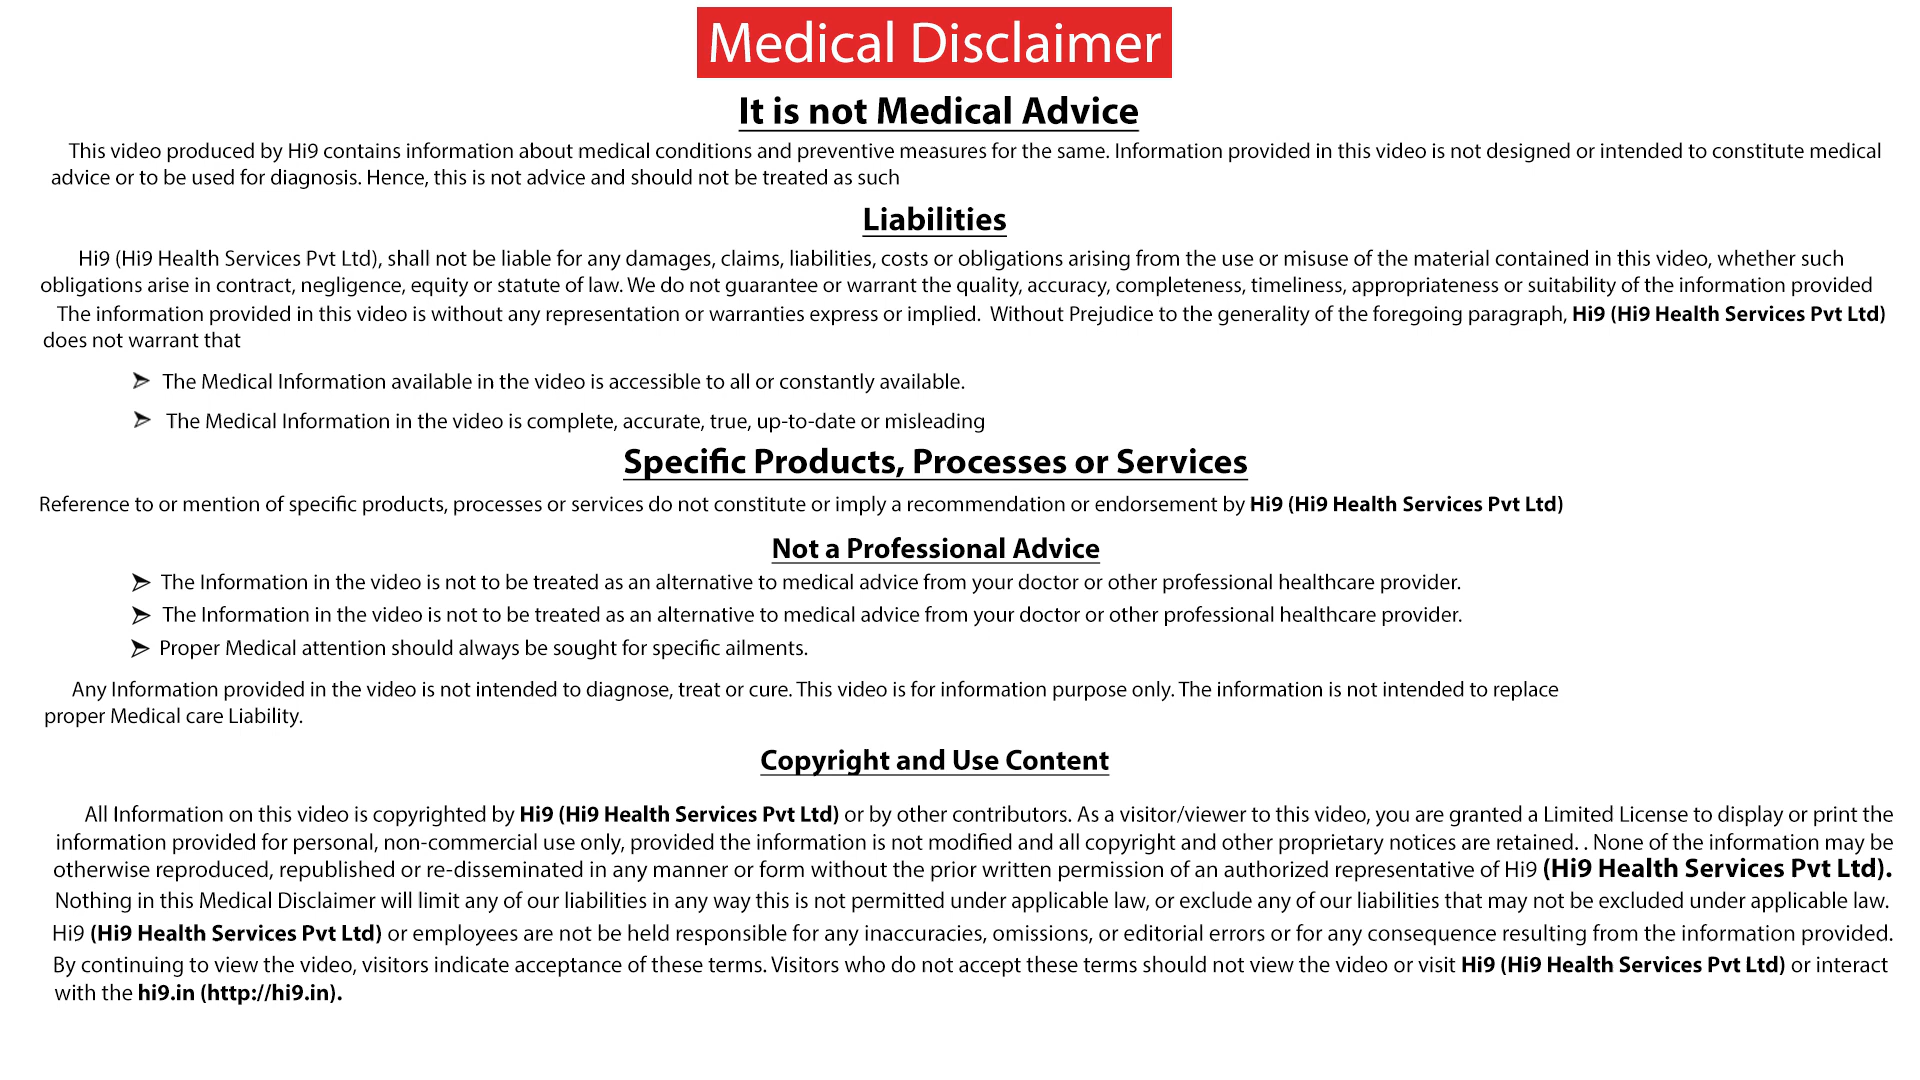 Medical Disclaimer
It is not Medical Advice
This video produced by Hi9 contains information about medical conditions and preventive measures for the same. Information provided in this video is not designed or intended to constitute medical
advice or to be used for diagnosis. Hence, this is not advice and should not be treated as such
Liabilities
Hi9 (Hi9 Health Services Pvt Ltd), shall not be liable for any damages, claims, liabilities, costs or obligations arising from the use or misuse of the material contained in this video, whether such
obligations arise in contract, negligence, equity or statute of law. We do not guarantee or warrant the quality, accuracy, completeness, timeliness, appropriateness or suitability of the information provided
The information provided in this video is without any representation or warranties express or implied. Without Prejudice to the generality of the foregoing paragraph, Hi9 (Hi9 Health Services Pvt Ltd)
does not warrant that
➢ The Medical Information available in the video is accessible to all or constantly available.
➢ The Medical Information in the video is complete, accurate, true, up-to-date or misleading
Specific Products, Processes or Services
Reference to or mention of specific products, processes or services do not constitute or imply a recommendation or endorsement by Hi9 (Hi9 Health Services Pvt Ltd)
Not a Professional Advice
➢ The Information in the video is not to be treated as an alternative to medical advice from your doctor or other professional healthcare provider.
➢ The Information in the video is not to be treated as an alternative to medical advice from your doctor or other professional healthcare provider.
➢ Proper Medical attention should always be sought for specific ailments.
Any Information provided in the video is not intended to diagnose, treat or cure. This video is for information purpose only. The information is not intended to replace
proper Medical care Liability.
Copyright and Use Content
All Information on this video is copyrighted by Hi9 (Hi9 Health Services Pvt Ltd) or by other contributors. As a visitor/viewer to this video, you are granted a Limited License to display or print the
information provided for personal, non-commercial use only, provided the information is not modified and all copyright and other proprietary notices are retained. . None of the information may be
otherwise reproduced, republished or re-disseminated in any manner or form without the prior written permission of an authorized representative of Hi9 (Hi9 Health Services Pvt Ltd).
Nothing in this Medical Disclaimer will limit any of our liabilities in any way this is not permitted under applicable law, or exclude any of our liabilities that may not be excluded under applicable law.
Hi9 (Hi9 Health Services Pvt Ltd) or employees are not be held responsible for any inaccuracies, omissions, or editorial errors or for any consequence resulting from the information provided.
By continuing to view the video, visitors indicate acceptance of these terms. Visitors who do not accept these terms should not view the video or visit Hi9 (Hi9 Health Services Pvt Ltd) or interact
with the hi9.in (http://hi9.in).